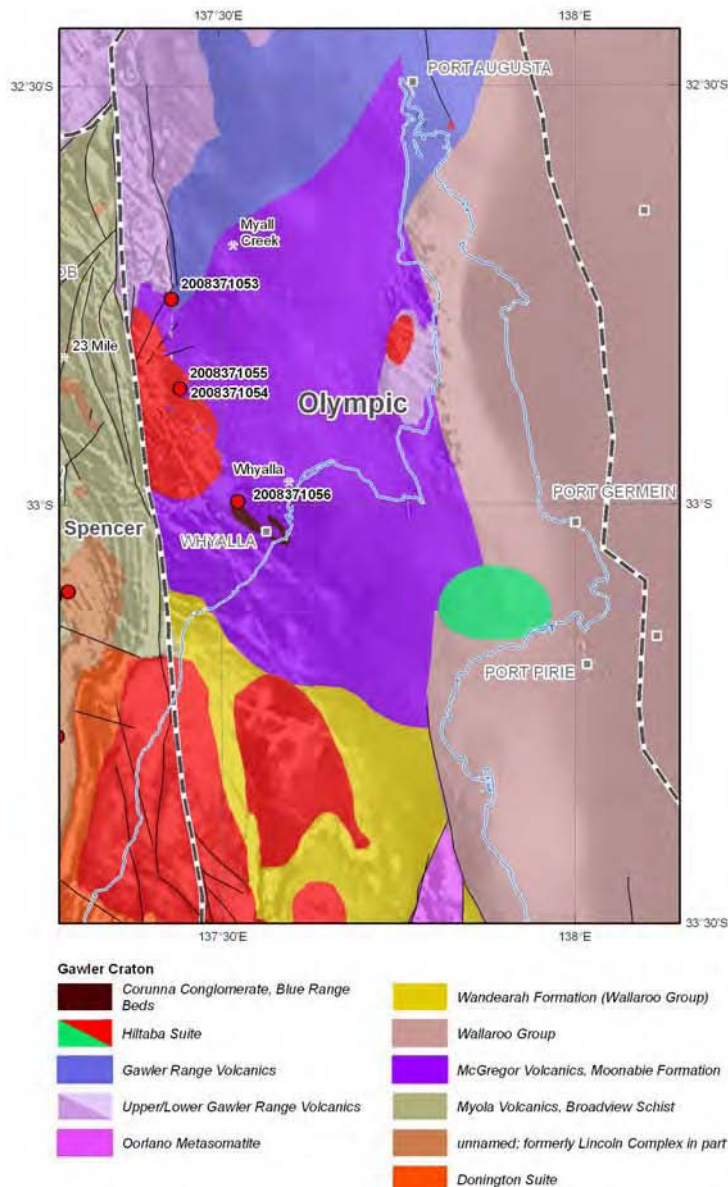 137°30'E
138°E
32°30'S
PORT AUGUSTA
32°30'S
Myall
Creek
OB
2008371053
23 Mile
2008371055
2008371054
Olympic
Whyalla
2008371056
PORT GERMEIN
33°S
33°S
Spencer
WHYALLA
PORT PIRIE
33°30'S
33°30'S
137°30'E
138°E
Gawler Craton
Corunna Conglomerate, Blue Range
Beds
Hiltaba Suite
Gawler Range Volcanics
Upper/Lower Gawler Range Volcanics
Oorlano Metasomatite
Wandearah Formation (Wallaroo Group)
Wallaroo Group
McGregor Volcanics, Moonabie Formation
Myola Volcanics, Broadview Schist
unnamed; formerly Lincoln Complex in part
Donington Suite